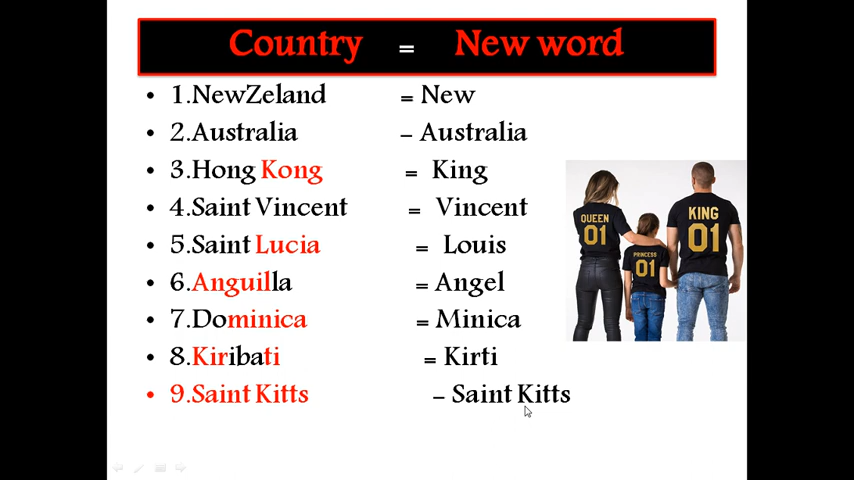 Country = New word
• 1.NewZeland = New
• 2.Australia – Australia
• 3.Hong Kong = King
• 4.Saint Vincent = Vincent
• 5.Saint Lucia = Louis
• 6.Anguilla = Angel
• 7.Dominica = Minica
• 8.Kiribati = Kirti
• 9.Saint Kitts – Saint Kitts
QUEEN
01
PRINCESS
01
KING
01